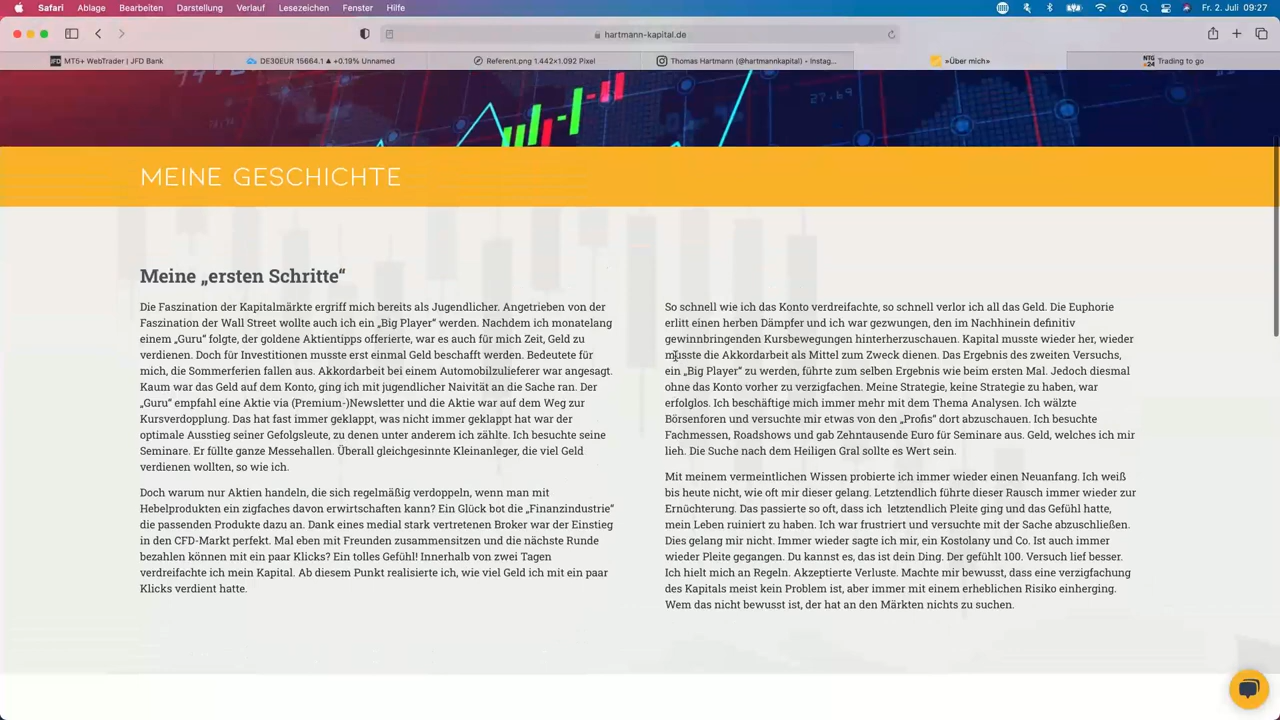 Safari Ablage Bearbeiten Darstellung Verlauf Lesezeichen Fenster Hilfe Fr. 2. Juli 09:27
hartmann-kapital.de
JFD MT5+ WebTrader | JFD Bank
DE30EUR 15664.1 ▲ +0.19% Unnamed
Referent.png 1.442×1.092 Pixel
Thomas Hartmann (@hartmannkapital) • Instag...
»Über mich»
NTG 24 Trading to go
27.69
MEINE GESCHICHTE
Meine „ersten Schritte“
Die Faszination der Kapitalmärkte ergriff mich bereits als Jugendlicher. Angetrieben von der
Faszination der Wall Street wollte auch ich ein „Big Player“ werden. Nachdem ich monatelang
einem „Guru“ folgte, der goldene Aktientipps offerierte, war es auch für mich Zeit, Geld zu
verdienen. Doch für Investitionen musste erst einmal Geld beschafft werden. Bedeutete für
mich, die Sommerferien fallen aus. Akkordarbeit bei einem Automobilzulieferer war angesagt.
Kaum war das Geld auf dem Konto, ging ich mit jugendlicher Naivität an die Sache ran. Der
„Guru“ empfahl eine Aktie via (Premium-)Newsletter und die Aktie war auf dem Weg zur
Kursverdopplung. Das hat fast immer geklappt, was nicht immer geklappt hat war der
optimale Ausstieg seiner Gefolgsleute, zu denen unter anderem ich zählte. Ich besuchte seine
Seminare. Er füllte ganze Messehallen. Überall gleichgesinnte Kleinanleger, die viel Geld
verdienen wollten, so wie ich.
Doch warum nur Aktien handeln, die sich regelmäßig verdoppeln, wenn man mit
Hebelprodukten ein zigfaches davon erwirtschaften kann? Ein Glück bot die „Finanzindustrie“
die passenden Produkte dazu an. Dank eines medial stark vertretenen Broker war der Einstieg
in den CFD-Markt perfekt. Mal eben mit Freunden zusammensitzen und die nächste Runde
bezahlen können mit ein paar Klicks? Ein tolles Gefühl! Innerhalb von zwei Tagen
verdreifachte ich mein Kapital. Ab diesem Punkt realisierte ich, wie viel Geld ich mit ein paar
Klicks verdient hatte.
So schnell wie ich das Konto verdreifachte, so schnell verlor ich all das Geld. Die Euphorie
erlitt einen herben Dämpfer und ich war gezwungen, den im Nachhinein definitiv
gewinnbringenden Kursbewegungen hinterherzuschauen. Kapital musste wieder her, wieder
musste die Akkordarbeit als Mittel zum Zweck dienen. Das Ergebnis des zweiten Versuchs,
ein „Big Player“ zu werden, führte zum selben Ergebnis wie beim ersten Mal. Jedoch diesmal
ohne das Konto vorher zu verzigfachen. Meine Strategie, keine Strategie zu haben, war
erfolglos. Ich beschäftige mich immer mehr mit dem Thema Analysen. Ich wälzte
Börsenforen und versuchte mir etwas von den „Profis“ dort abzuschauen. Ich besuchte
Fachmessen, Roadshows und gab Zehntausende Euro für Seminare aus. Geld, welches ich mir
lieh. Die Suche nach dem Heiligen Gral sollte es Wert sein.
Mit meinem vermeintlichen Wissen probierte ich immer wieder einen Neuanfang. Ich weiß
bis heute nicht, wie oft mir dieser gelang. Letztendlich führte dieser Rausch immer wieder zur
Ernüchterung. Das passierte so oft, dass ich letztendlich Pleite ging und das Gefühl hatte,
mein Leben ruiniert zu haben. Ich war frustriert und versuchte mit der Sache abzuschließen.
Dies gelang mir nicht. Immer wieder sagte ich mir, ein Kostolany und Co. Ist auch immer
wieder Pleite gegangen. Du kannst es, das ist dein Ding. Der gefühlt 100. Versuch lief besser.
Ich hielt mich an Regeln. Akzeptierte Verluste. Machte mir bewusst, dass eine verzigfachung
des Kapitals meist kein Problem ist, aber immer mit einem erheblichen Risiko einherging.
Wem das nicht bewusst ist, der hat an den Märkten nichts zu suchen.